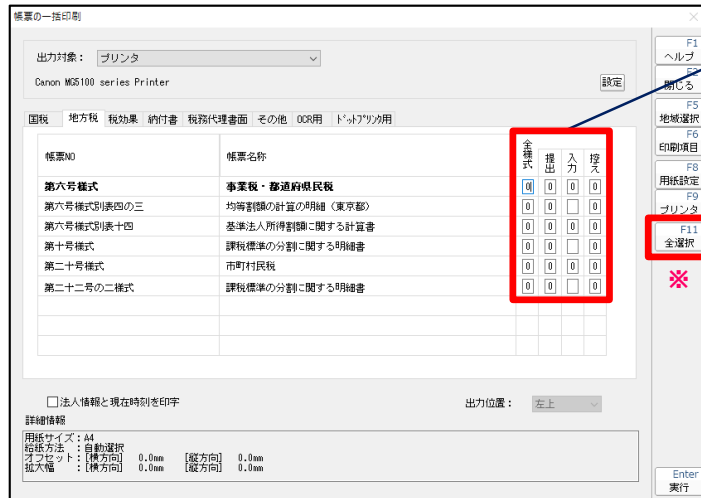 帳票の一括印刷
出力対象： プリンタ
Canon MG5100 series Printer
設定
国税 地方税 税効果 納付書 税務代理書面 その他 OCR用 ﾄﾞｯﾄﾌﾟﾘﾝﾀ用
帳票NO 帳票名称 全様式 提出 入力 控え
第六号様式 事業税・都道府県民税 0 0 0 0
第六号様式別表四の三 均等割額の計算の明細（東京都） 0 0 0
第六号様式別表十四 基準法人所得割額に関する計算書 0 0 0 0
第十号様式 課税標準の分割に関する明細書 0 0 0
第二十号様式 市町村民税 0 0 0 0
第二十二号の二様式 課税標準の分割に関する明細書 0 0 0
法人情報と現在時刻を印字
出力位置： 左上
詳細情報
用紙サイズ：A4
給紙方法 ：自動選択
オフセット：[横方向] 0.0mm [縦方向] 0.0mm
拡大幅 ：[横方向] 0.0mm [縦方向] 0.0mm
F1
ヘルプ
F2
閉じる
F5
地域選択
F6
印刷項目
F8
用紙設定
F9
プリンタ
F11
全選択
※
Enter
実行